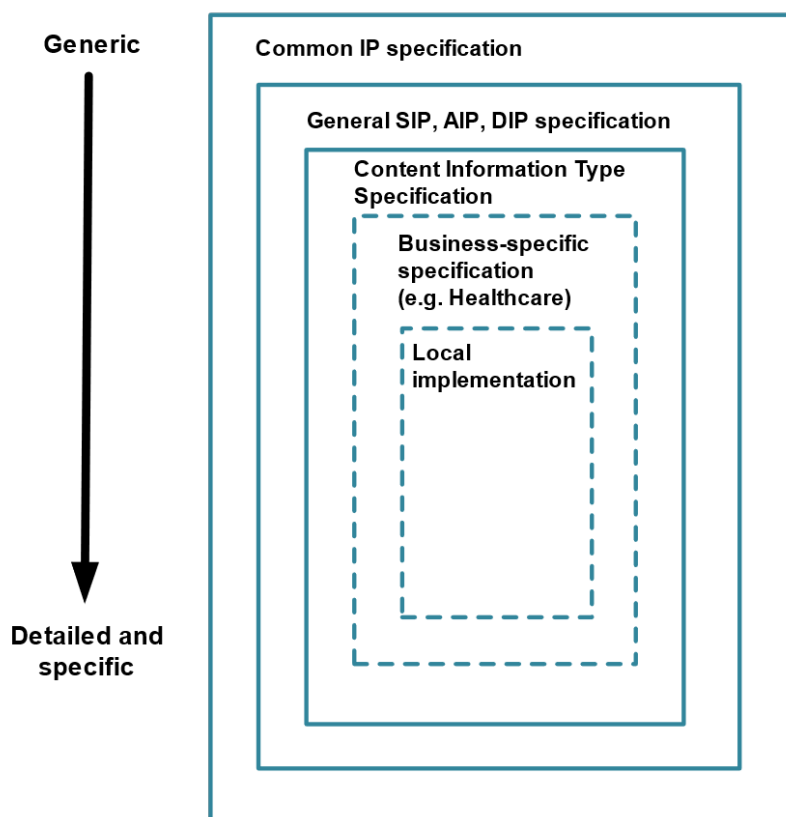 Generic
Common IP specification
General SIP, AIP, DIP specification
Content Information Type
Specification
Business-specific
specification
(e.g. Healthcare)
Local
implementation
Detailed and
specific